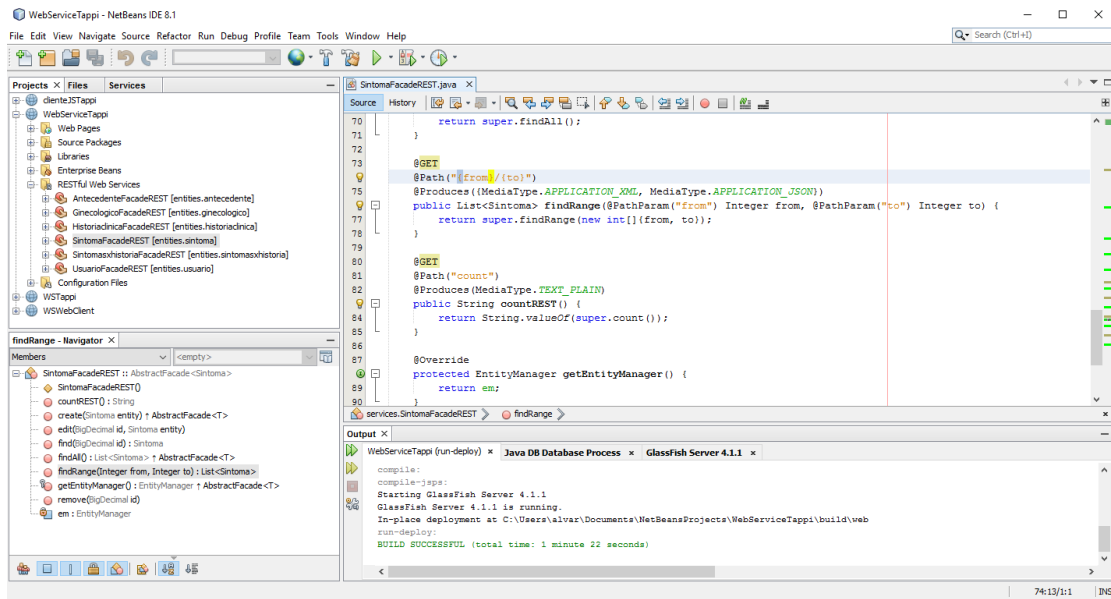 WebServiceTappi - NetBeans IDE 8.1
File Edit View Navigate Source Refactor Run Debug Profile Team Tools Window Help
Search (Ctrl+I)
Projects Files Services
clienteJSTappi
WebServiceTappi
Web Pages
Source Packages
Libraries
Enterprise Beans
RESTful Web Services
AntecedenteFacadeREST [entities.antecedente]
GinecologicoFacadeREST [entities.ginecologico]
HistoriaclinicaFacadeREST [entities.historiaclinica]
SintomaFacadeREST [entities.sintoma]
SintomasxhistoriaFacadeREST [entities.sintomasxhistoria]
UsuarioFacadeREST [entities.usuario]
Configuration Files
WSTappi
WSWebClient
findRange - Navigator
Members <empty>
SintomaFacadeREST :: AbstractFacade<Sintoma>
SintomaFacadeREST()
countREST() : String
create(Sintoma entity) ↑ AbstractFacade<T>
edit(BigDecimal id, Sintoma entity)
find(BigDecimal id) : Sintoma
findAll() : List<Sintoma> ↑ AbstractFacade<T>
findRange(Integer from, Integer to) : List<Sintoma>
getEntityManager() : EntityManager ↑ AbstractFacade<T>
remove(BigDecimal id)
em : EntityManager
SintomaFacadeREST.java
Source History
70 return super.findAll();
71 }
72
73 @GET
@Path("{from}/{to}")
75 @Produces({MediaType.APPLICATION_XML, MediaType.APPLICATION_JSON})
public List<Sintoma> findRange(@PathParam("from") Integer from, @PathParam("to") Integer to) {
77 return super.findRange(new int[]{from, to});
78 }
79
80 @GET
81 @Path("count")
82 @Produces(MediaType.TEXT_PLAIN)
public String countREST() {
84 return String.valueOf(super.count());
85 }
86
87 @Override
protected EntityManager getEntityManager() {
89 return em;
90 }
services.SintomaFacadeREST findRange
Output
WebServiceTappi (run-deploy) Java DB Database Process GlassFish Server 4.1.1
compile:
compile-jsps:
Starting GlassFish Server 4.1.1
GlassFish Server 4.1.1 is running.
In-place deployment at C:\Users\alvar\Documents\NetBeansProjects\WebServiceTappi\build\web
run-deploy:
BUILD SUCCESSFUL (total time: 1 minute 22 seconds)
74:13/1:1 INS